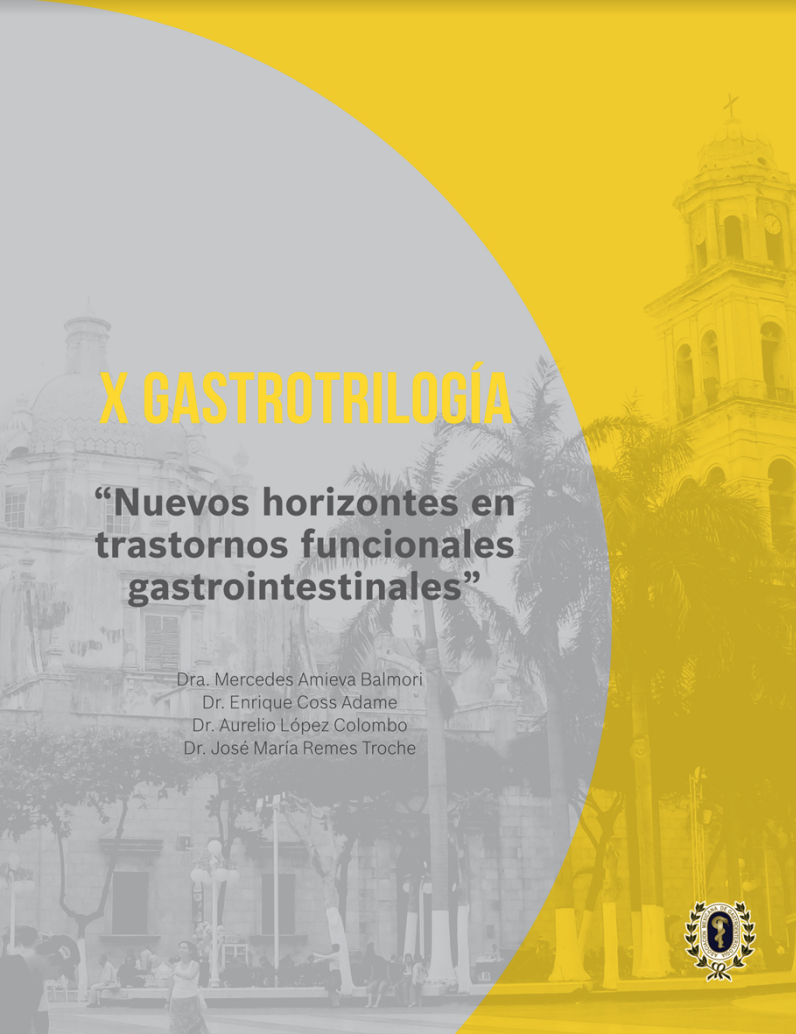 X GASTROTRILOGÍA
“Nuevos horizontes en
trastornos funcionales
gastrointestinales”
Dra. Mercedes Amieva Balmori
Dr. Enrique Coss Adame
Dr. Aurelio López Colombo
Dr. José María Remes Troche